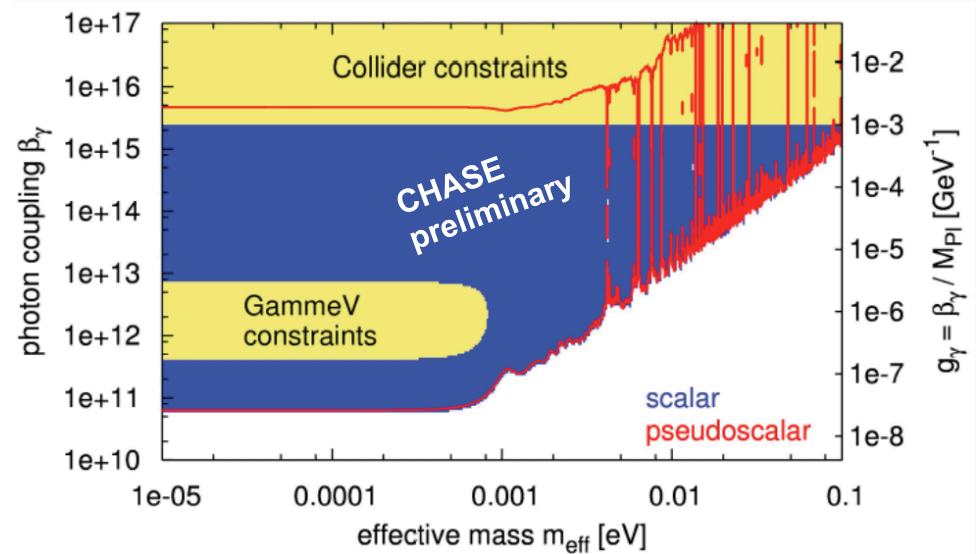 1e+17
1e+16
1e+15
1e+14
1e+13
1e+12
1e+11
1e+10
photon coupling βγ
Collider constraints
CHASE
preliminary
GammeV
constraints
scalar
pseudoscalar
1e-2
1e-3
1e-4
1e-5
1e-6
1e-7
1e-8
gγ = βγ / MPl [GeV-1]
1e-05
0.0001
0.001
0.01
0.1
effective mass meff [eV]